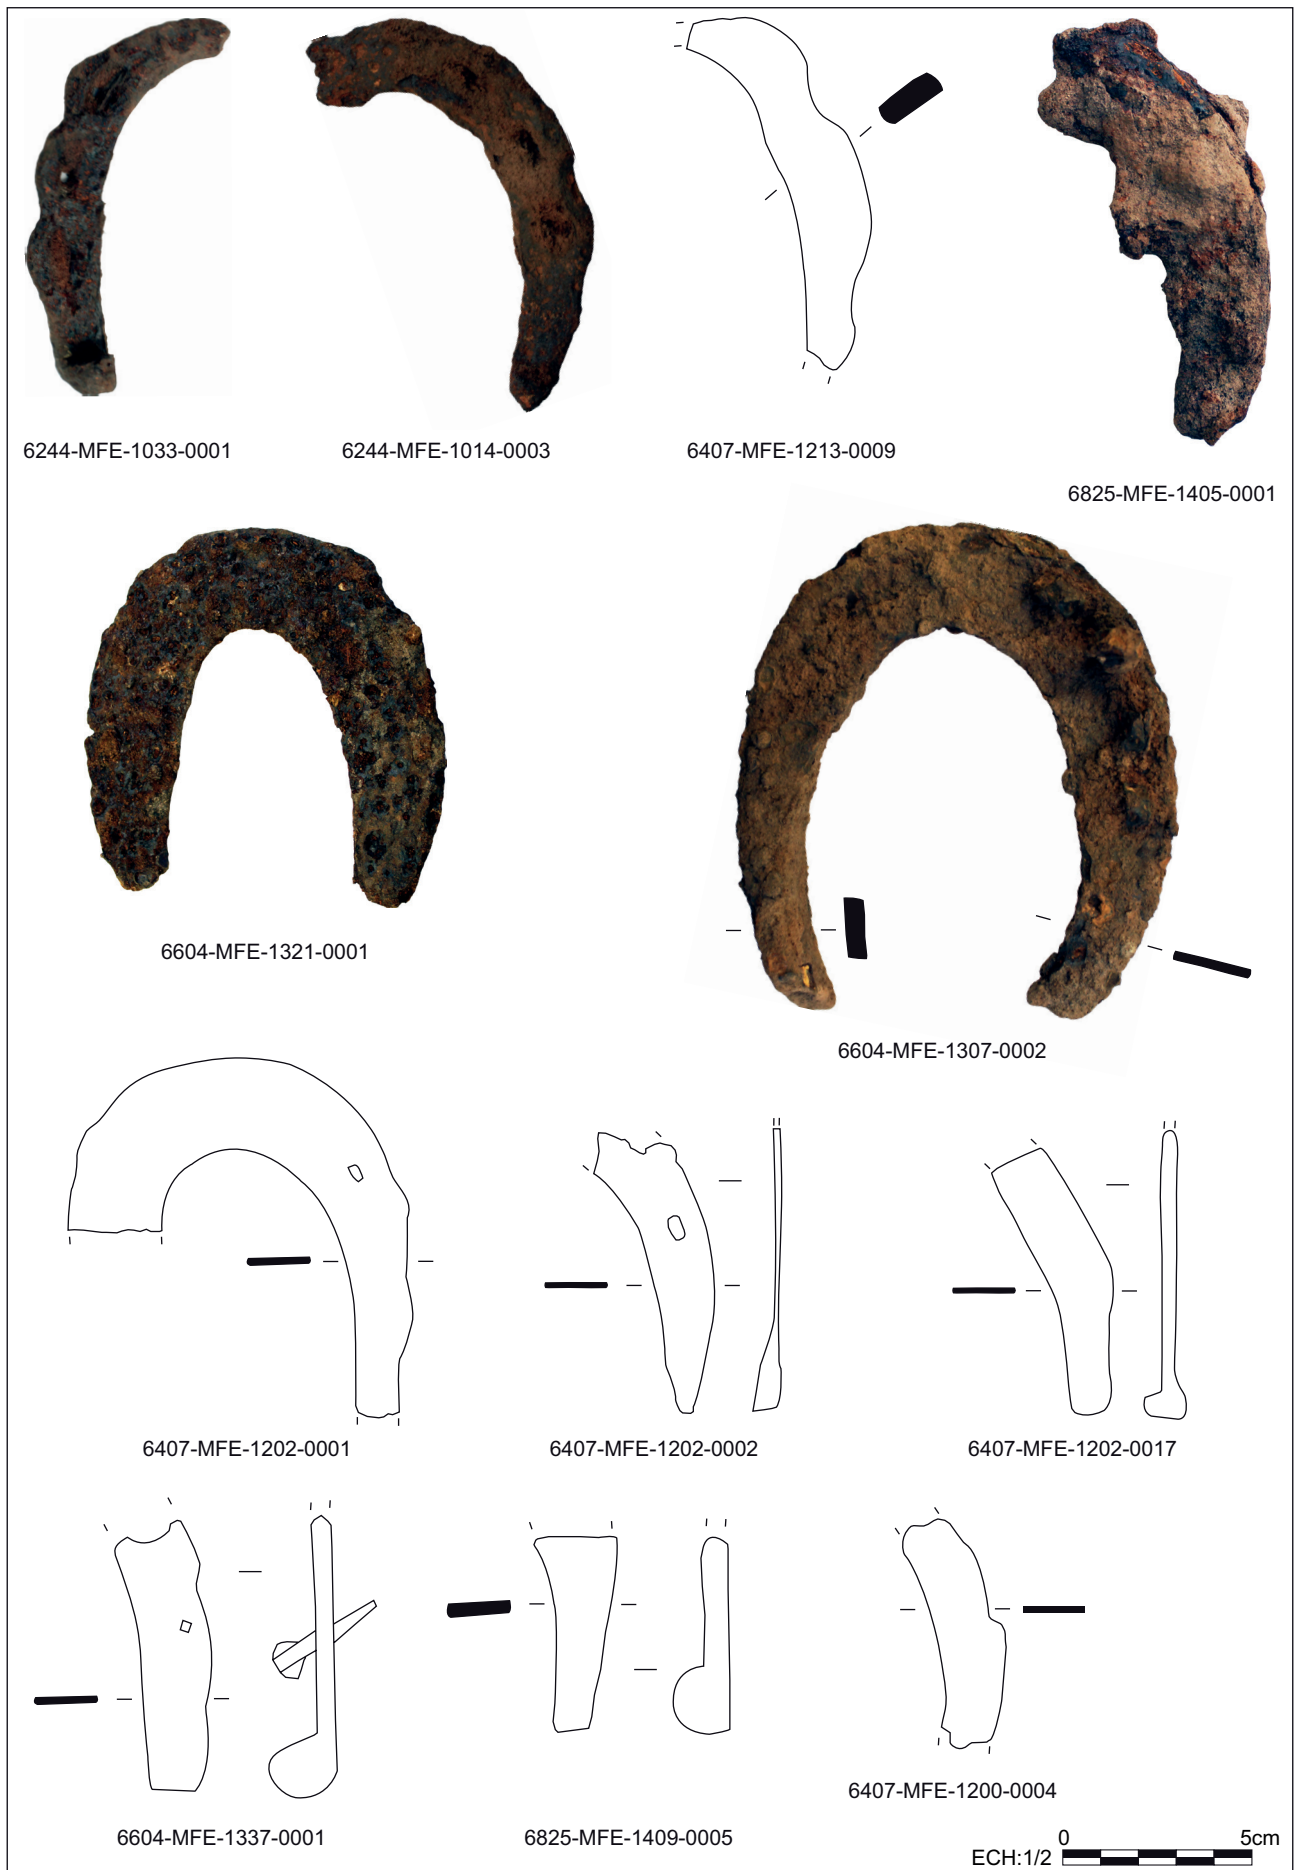 6244-MFE-1033-0001
6244-MFE-1014-0003
6407-MFE-1213-0009
6825-MFE-1405-0001
6604-MFE-1321-0001
6604-MFE-1307-0002
6407-MFE-1202-0001
6407-MFE-1202-0002
6407-MFE-1202-0017
6604-MFE-1337-0001
6825-MFE-1409-0005
6407-MFE-1200-0004
0 5cm
ECH:1/2